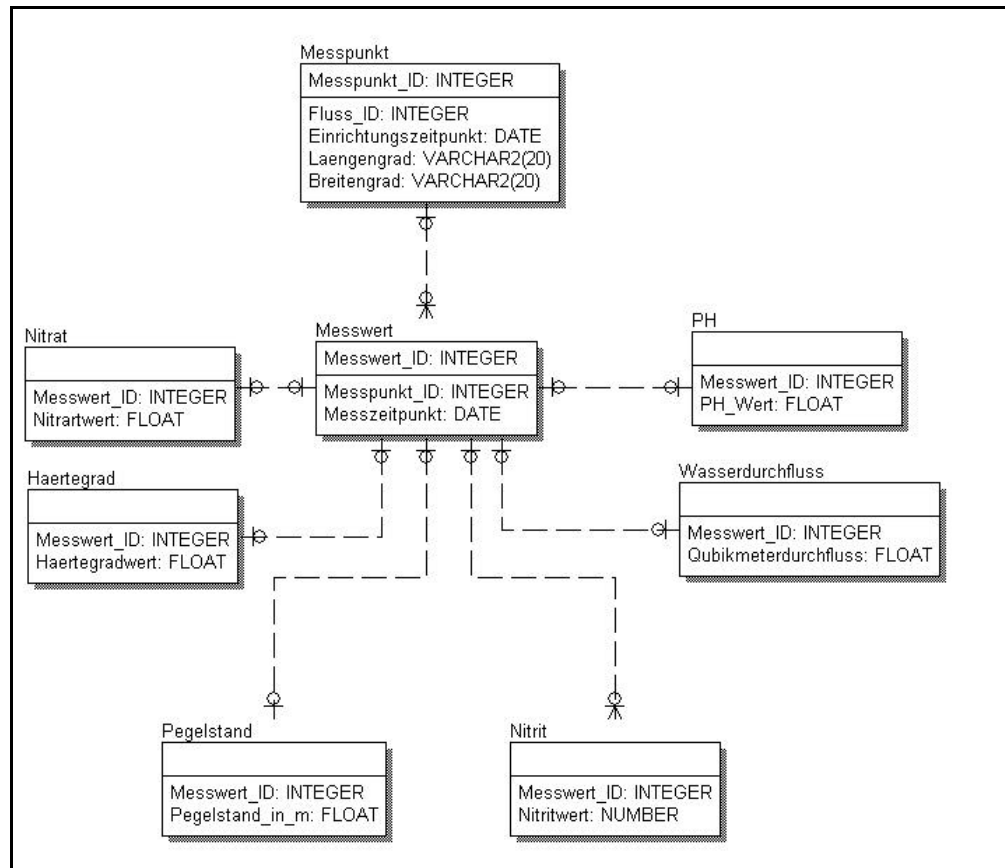 Messpunkt
Messpunkt_ID: INTEGER
Fluss_ID: INTEGER
Einrichtungszeitpunkt: DATE
Laengengrad: VARCHAR2(20)
Breitengrad: VARCHAR2(20)
Nitrat
Messwert_ID: INTEGER
Nitrartwert: FLOAT
Messwert
Messwert_ID: INTEGER
Messpunkt_ID: INTEGER
Messzeitpunkt: DATE
PH
Messwert_ID: INTEGER
PH_Wert: FLOAT
Haertegrad
Messwert_ID: INTEGER
Haertegradwert: FLOAT
Wasserdurchfluss
Messwert_ID: INTEGER
Qubikmeterdurchfluss: FLOAT
Pegelstand
Messwert_ID: INTEGER
Pegelstand_in_m: FLOAT
Nitrit
Messwert_ID: INTEGER
Nitritwert: NUMBER